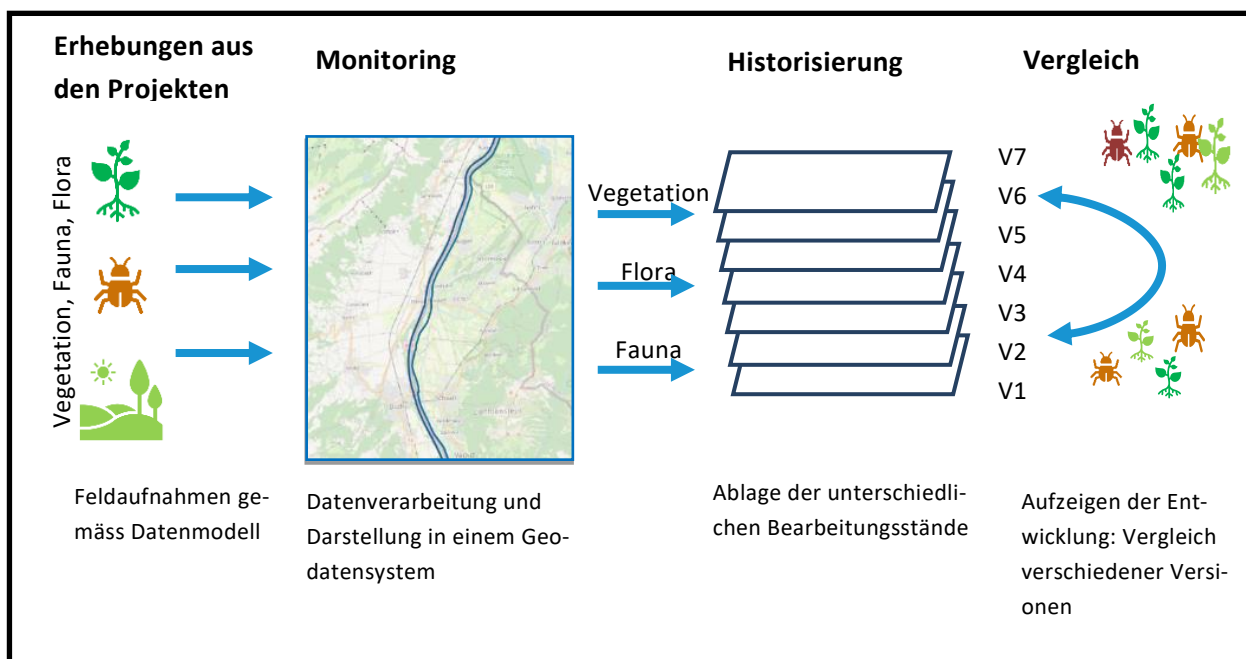 Erhebungen aus
den Projekten
Monitoring
Historisierung
Vergleich
Vegetation, Fauna, Flora
Vegetation
Flora
Fauna
V7
V6
V5
V4
V3
V2
V1
Feldaufnahmen ge-
mäss Datenmodell
Datenverarbeitung und
Darstellung in einem Geo-
datensystem
Ablage der unterschiedli-
chen Bearbeitungsstände
Aufzeigen der Ent-
wicklung: Vergleich
verschiedener Versi-
onen